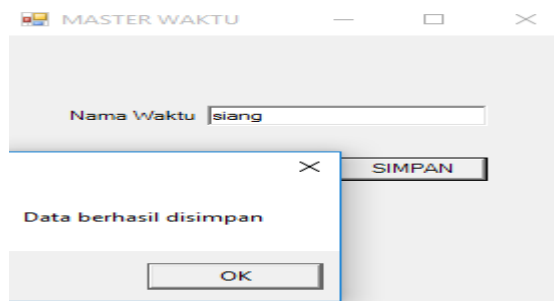 MASTER WAKTU
Nama Waktu siang
SIMPAN
Data berhasil disimpan
OK